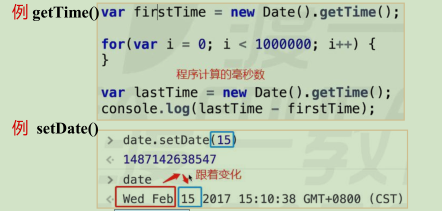 例 getTime()
var firstTime = new Date().getTime();
for(var i = 0; i < 1000000; i++) {
}
程序计算的毫秒数
var lastTime = new Date().getTime();
console.log(lastTime - firstTime);
例 setDate()
> date.setDate(15)
< 1487142638547
> date
跟着变化
< Wed Feb 15 2017 15:10:38 GMT+0800 (CST)